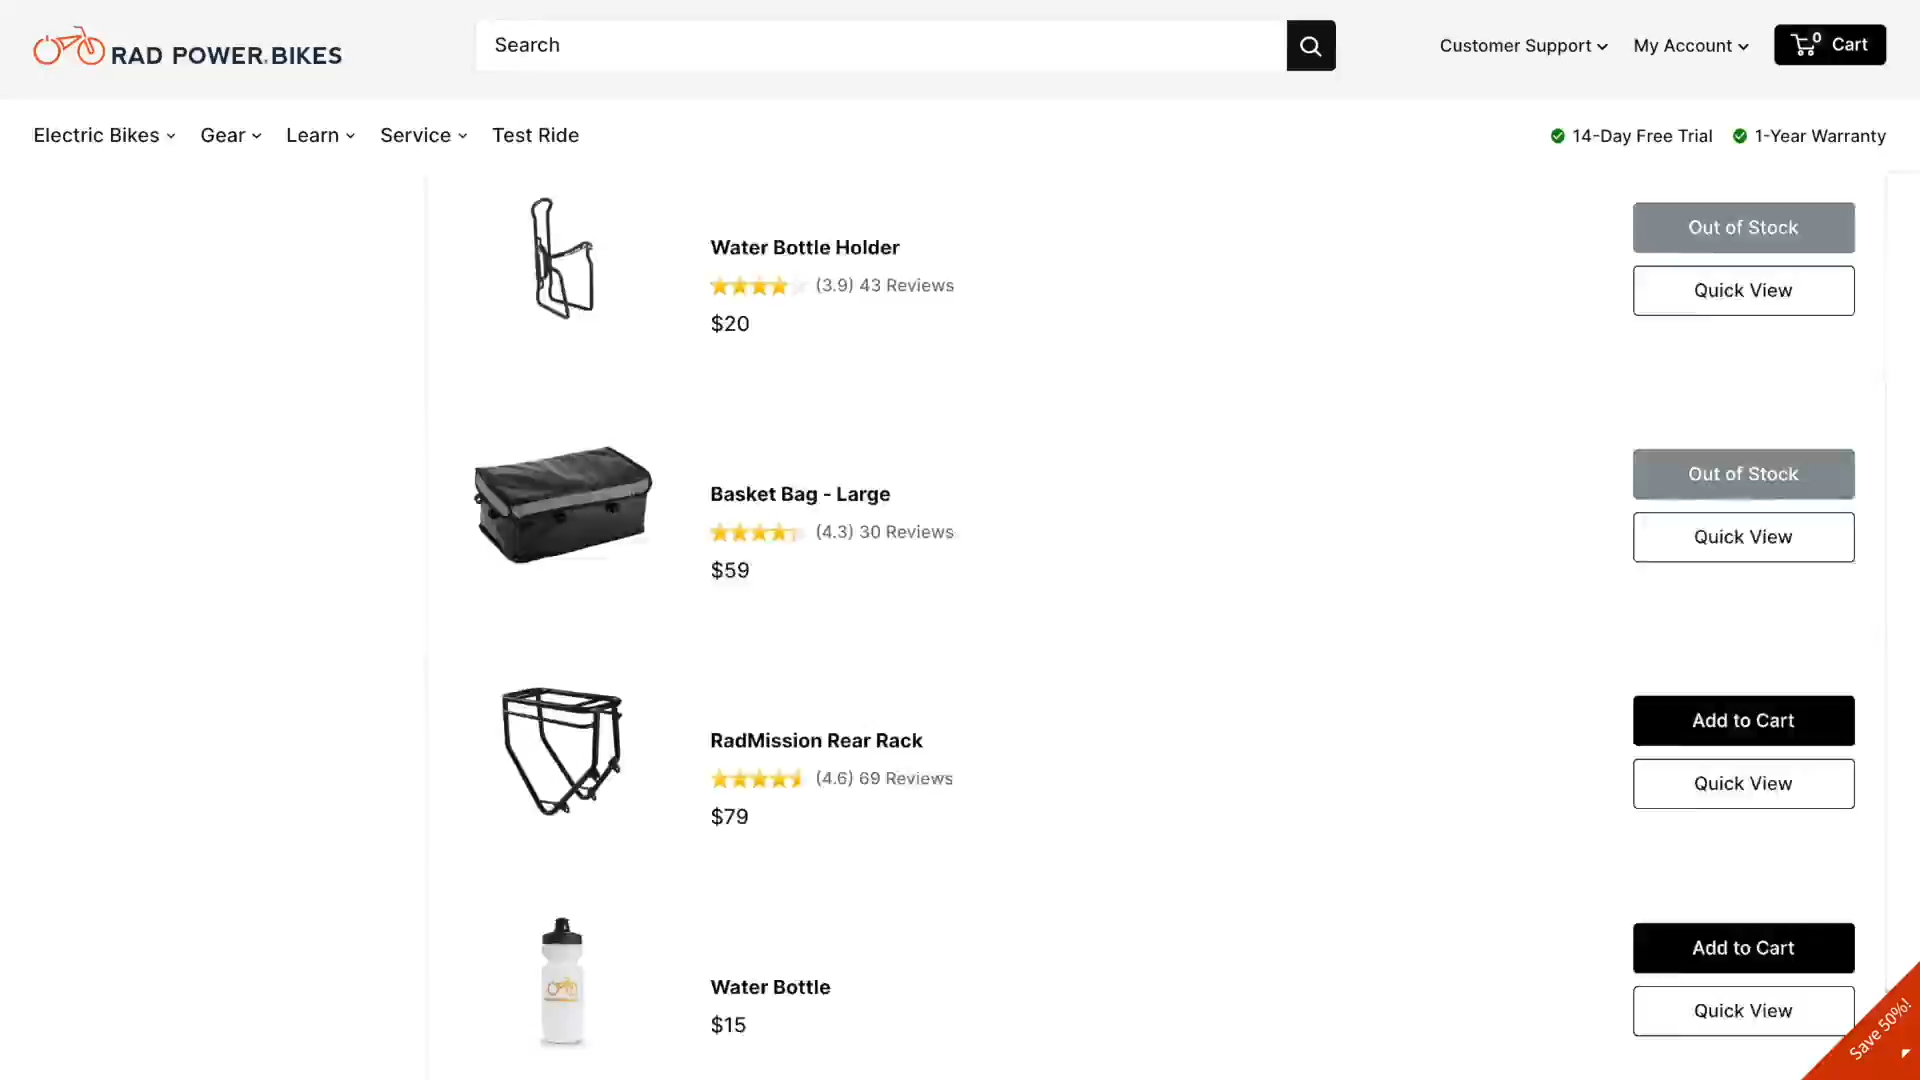 RAD POWER BIKES
Search
Customer Support
My Account
0
Cart
Electric Bikes
Gear
Learn
Service
Test Ride
14-Day Free Trial
1-Year Warranty
Water Bottle Holder
(3.9) 43 Reviews
$20
Out of Stock
Quick View
Basket Bag - Large
(4.3) 30 Reviews
$59
Out of Stock
Quick View
RadMission Rear Rack
(4.6) 69 Reviews
$79
Add to Cart
Quick View
Water Bottle
$15
Add to Cart
Quick View
Save 50%!